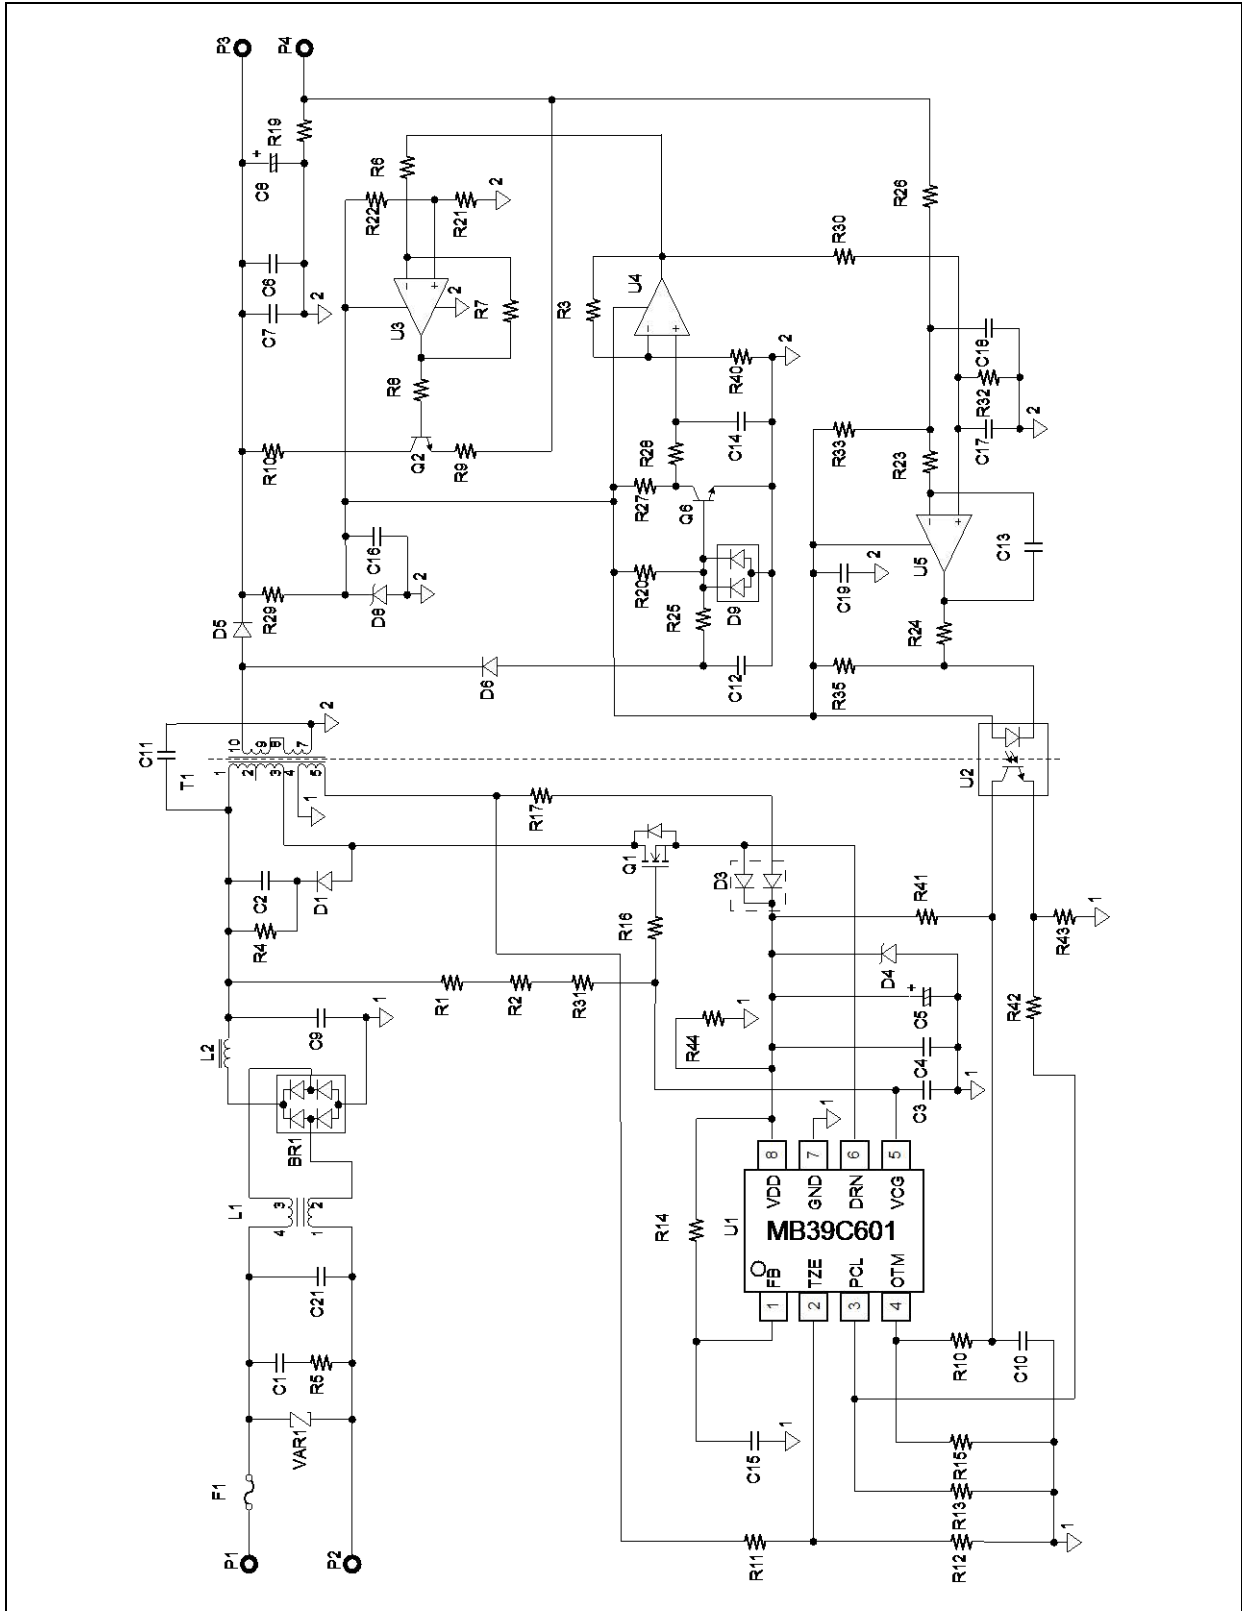 P1
P2
F1
VAR1
C1
R5
C21
L1
4
3
1
2
BR1
L2
C9
1
R4
C2
D1
R1
R2
R31
C11
T1
1
2
3
4
5
10
9
8
7
1
2
R17
Q1
R16
D3
D5
R29
D8
C16
2
D6
R10
Q2
R9
R8
U3
R7
2
R22
R21
2
R6
C7
C6
C8
+
R19
2
P3
P4
R3
U4
R40
2
R28
C14
R27
Q6
R20
R25
D9
C12
R30
R26
R33
R23
C18
R32
C17
2
U5
C13
C19
2
R24
R35
U2
R41
R43
1
R42
D4
C5
+
C4
C3
1
R44
1
R14
U1
MB39C601
FB
TZE
PCL
OTM
VDD
GND
DRN
VCG
1
2
3
4
8
7
6
5
1
C15
1
R11
R12
R13
R15
R10
C10
1